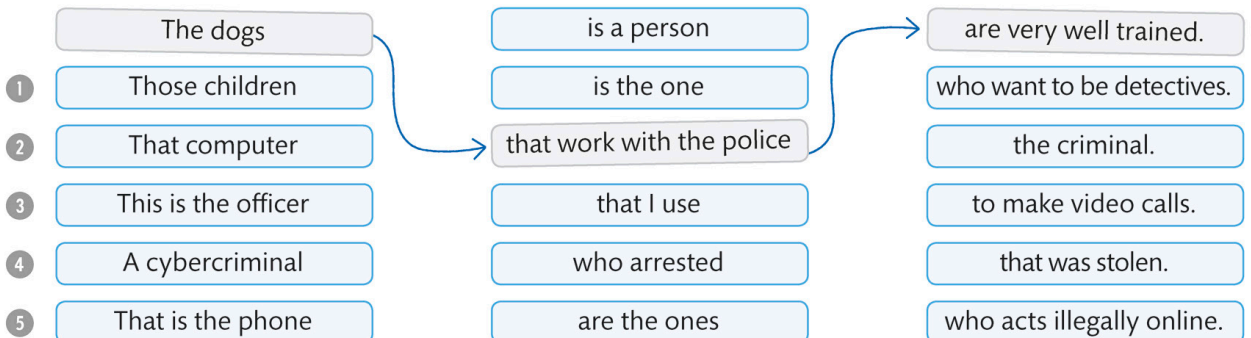 The dogs is a person are very well trained.
1 Those children is the one who want to be detectives.
2 That computer that work with the police the criminal.
3 This is the officer that I use to make video calls.
4 A cybercriminal who arrested that was stolen.
5 That is the phone are the ones who acts illegally online.